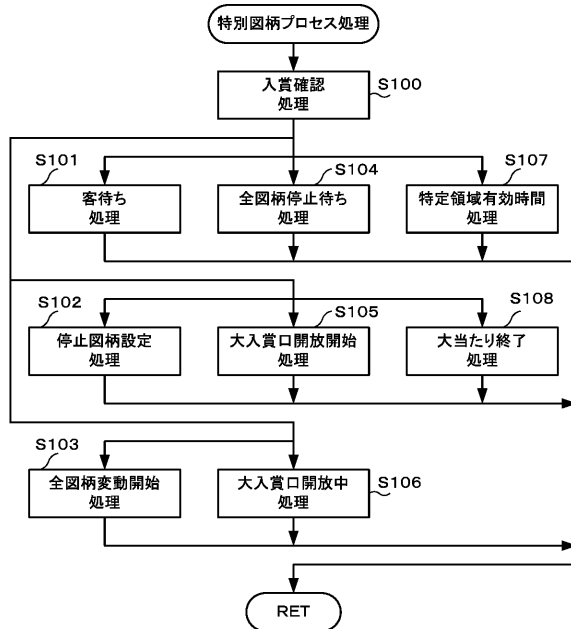 特別図柄プロセス処理
入賞確認
処理
S100
S101
S104
S107
客待ち
処理
全図柄停止待ち
処理
特定領域有効時間
処理
S102
S105
S108
停止図柄設定
処理
大入賞口開放開始
処理
大当たり終了
処理
S103
S106
全図柄変動開始
処理
大入賞口開放中
処理
RET